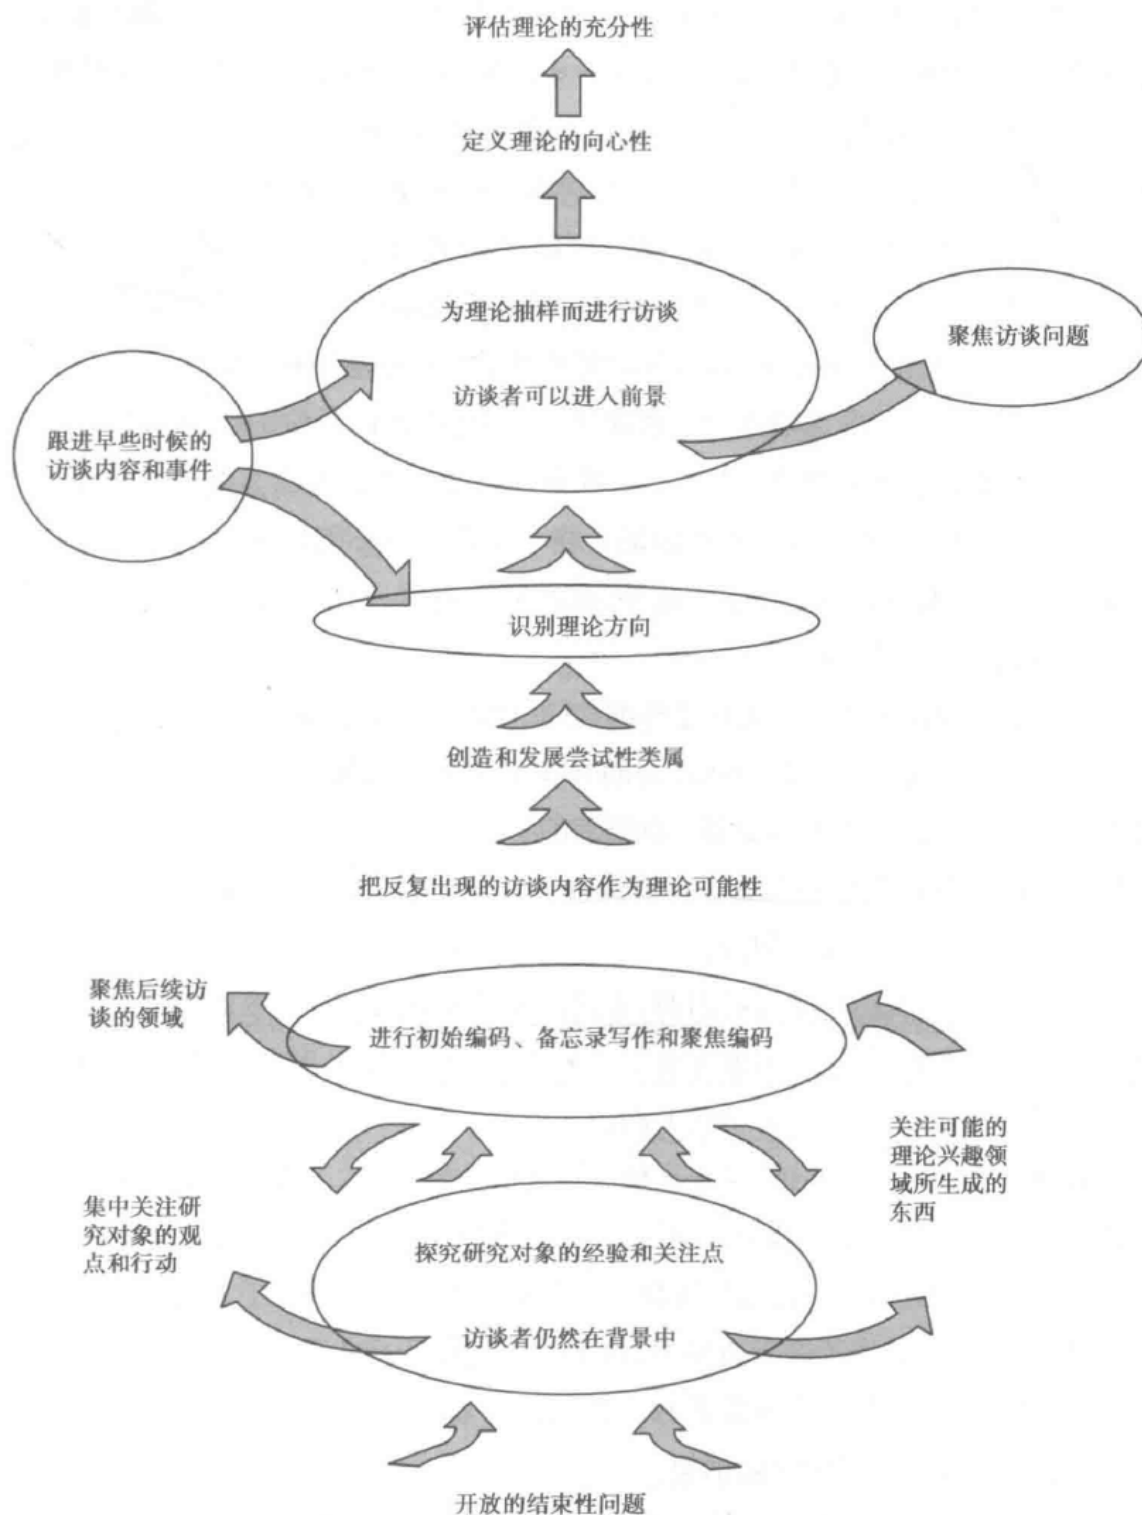 评估理论的充分性
定义理论的向心性
为理论抽样而进行访谈
访谈者可以进入前景
聚焦访谈问题
跟进早些时候的
访谈内容和事件
识别理论方向
创造和发展尝试性类属
把反复出现的访谈内容作为理论可能性
聚焦后续访
谈的领域
进行初始编码、备忘录写作和聚焦编码
关注可能的
理论兴趣领
域所生成的
东西
集中关注研
究对象的观
点和行动
探究研究对象的经验和关注点
访谈者仍然在背景中
开放的结束性问题